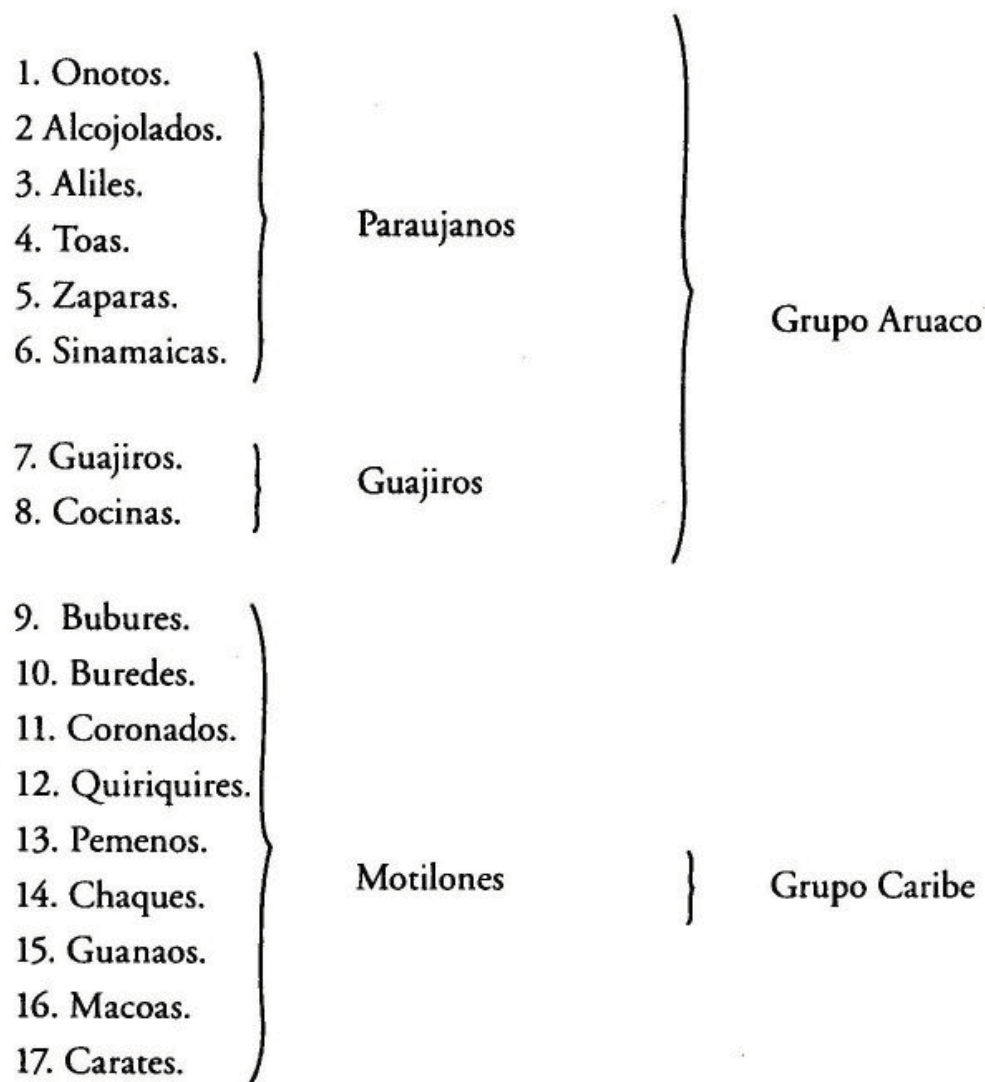 1. Onotos.
2 Alcojolados.
3. Aliles.
4. Toas.
Paraujanos
5. Zaparas.
6. Sinamaicas.
Grupo Aruaco
7. Guajiros.
Guajiros
8. Cocinas.
9. Bubures.
10. Buredes.
11. Coronados.
12. Quiriquires.
13. Pemenos.
14. Chaques.
Motilones
Grupo Caribe
15. Guanaos.
16. Macoas.
17. Carates.